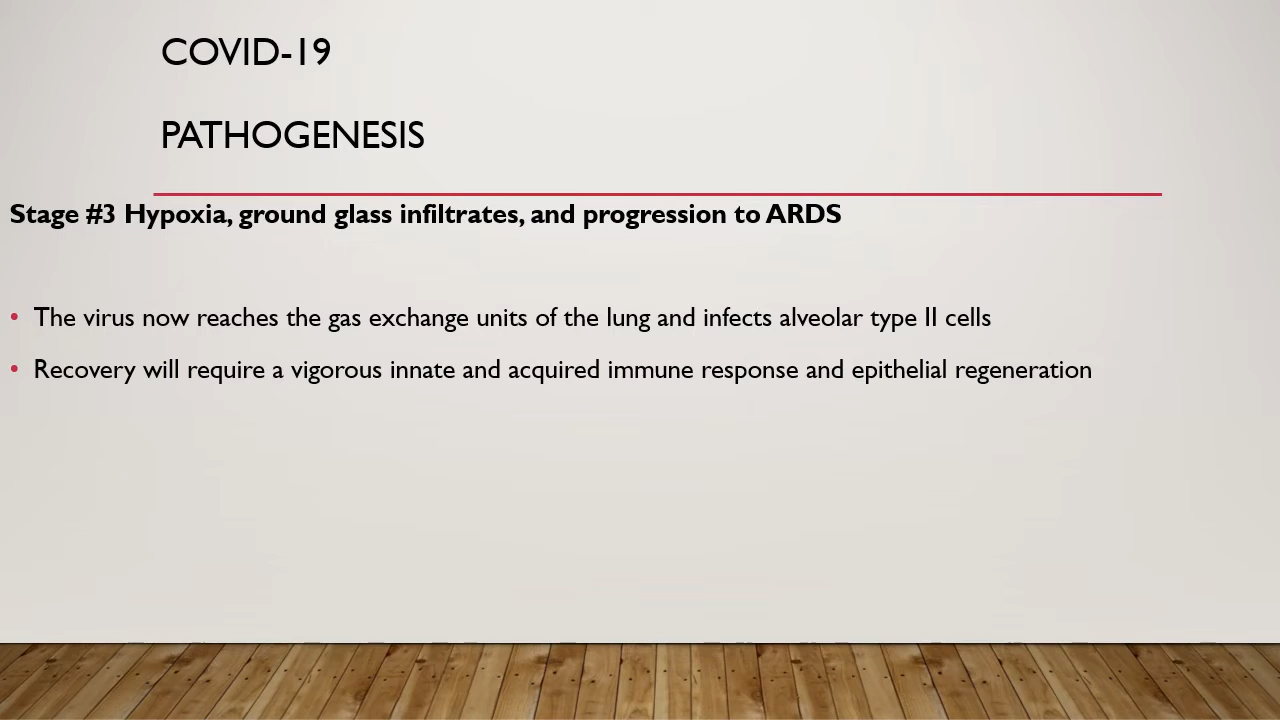 COVID-19
PATHOGENESIS
Stage #3 Hypoxia, ground glass infiltrates, and progression to ARDS
• The virus now reaches the gas exchange units of the lung and infects alveolar type II cells
• Recovery will require a vigorous innate and acquired immune response and epithelial regeneration